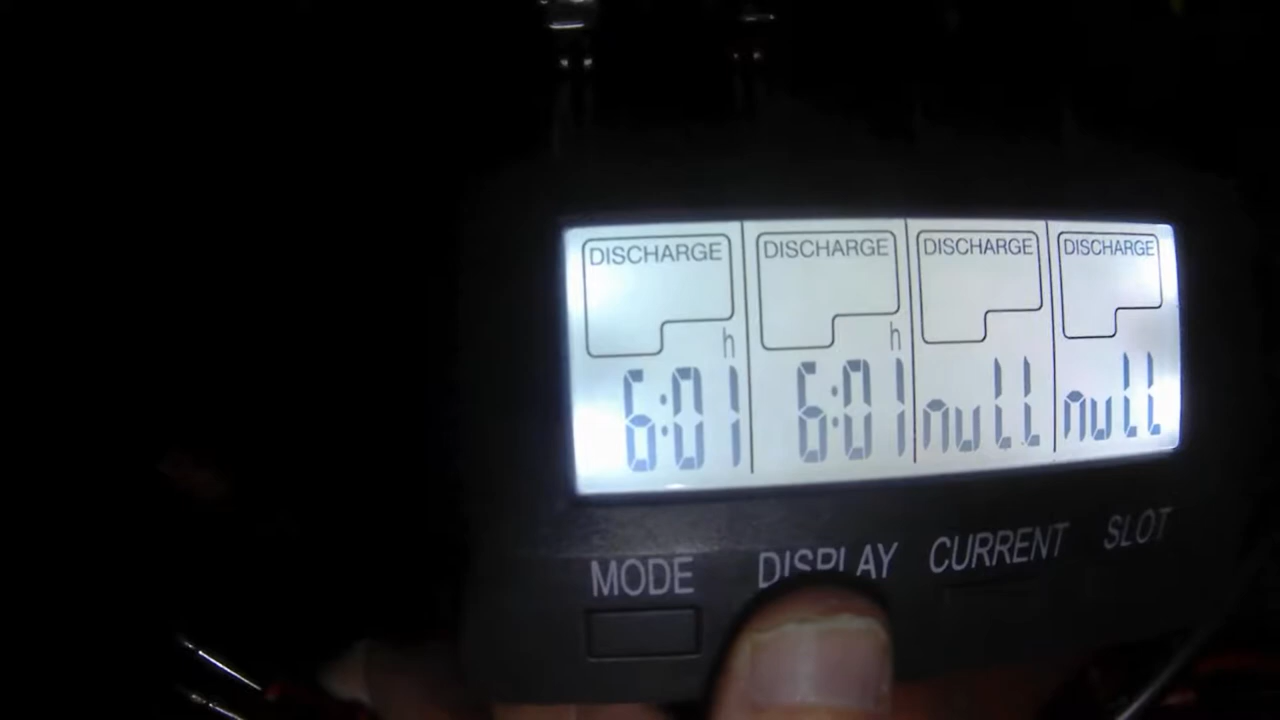 DISCHARGE DISCHARGE DISCHARGE DISCHARGE
h h
6:01 6:01 null null
MODE DISPLAY CURRENT SLOT